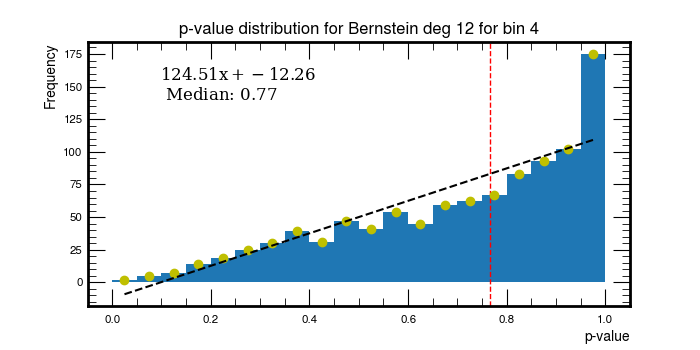 p-value distribution for Bernstein deg 12 for bin 4
Frequency
175
150
125
100
75
50
25
0
124.51x + −12.26
Median: 0.77
0.0 0.2 0.4 0.6 0.8 1.0
p-value